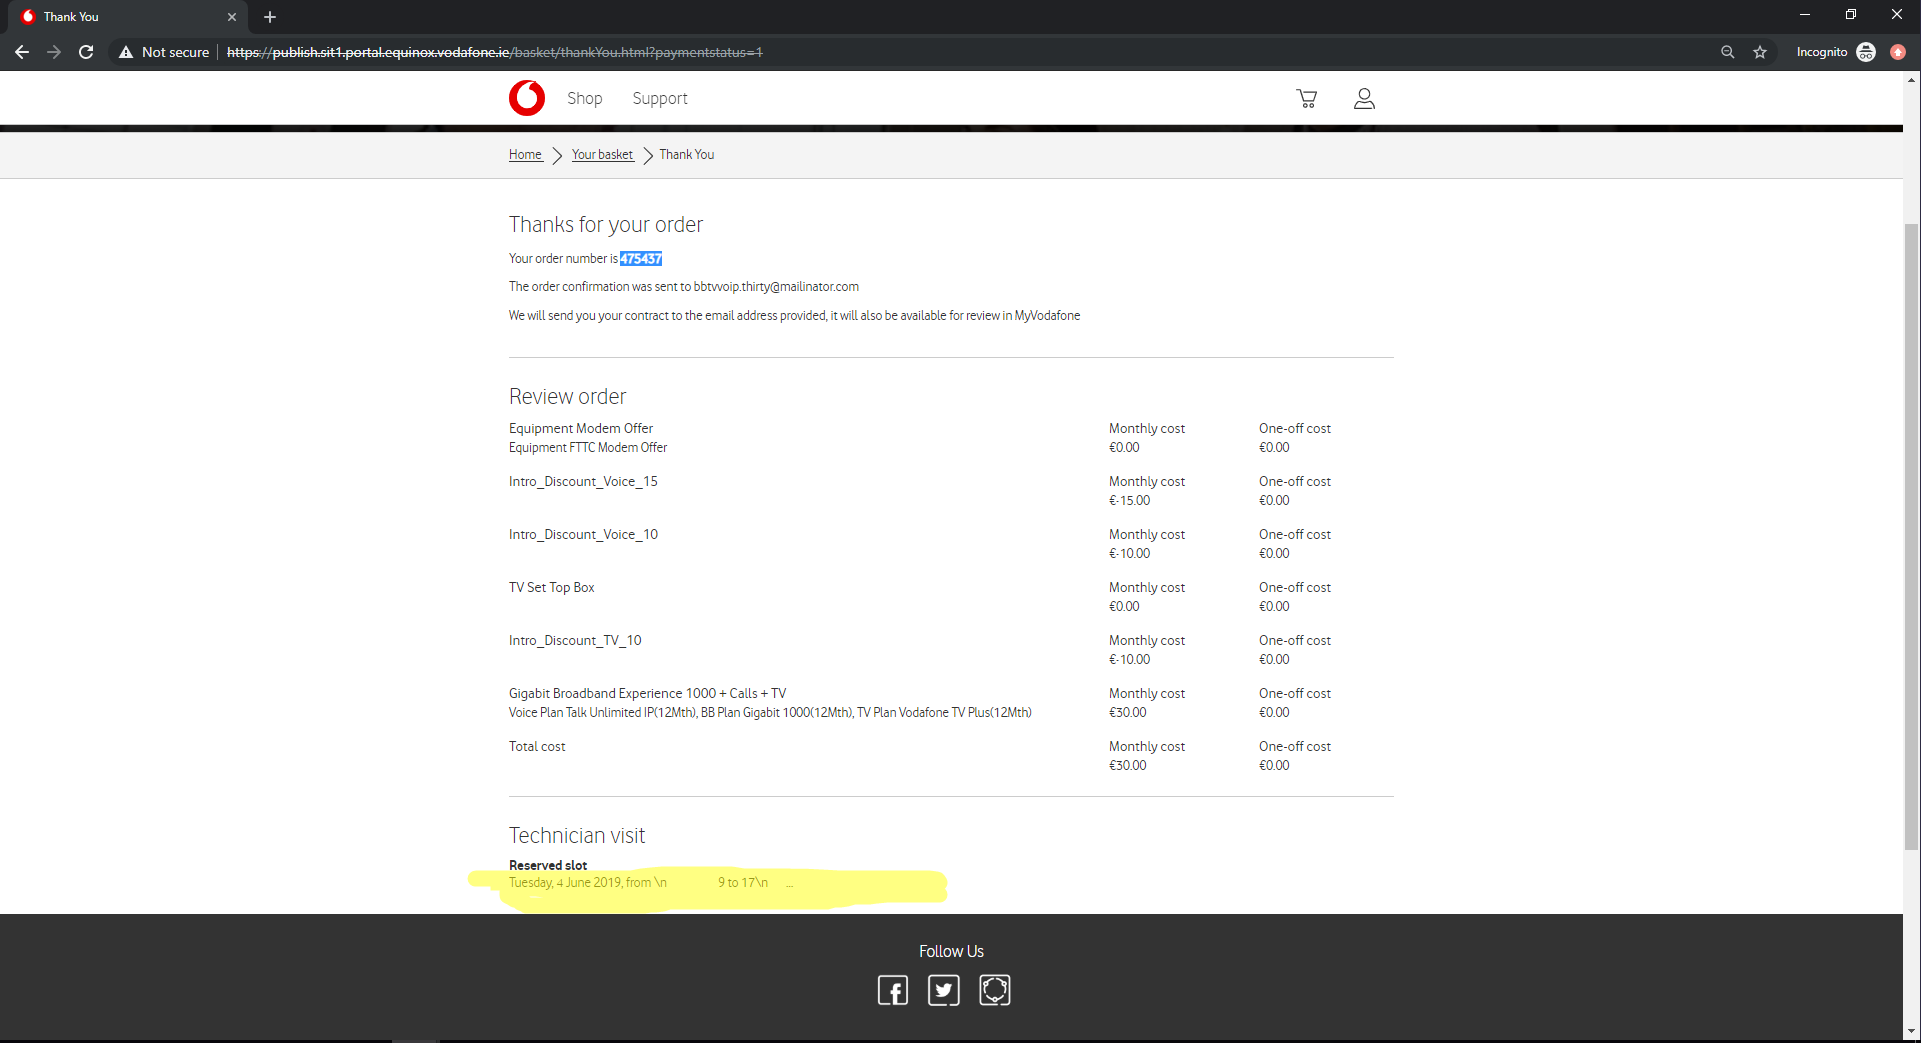 Thank You
Not secure | https://publish.sit1.portal.equinox.vodafone.ie/basket/thankYou.html?paymentstatus=1
Incognito
Shop Support
Home Your basket Thank You
Thanks for your order
Your order number is 475437
The order confirmation was sent to bbtvvoip.thirty@mailinator.com
We will send you your contract to the email address provided, it will also be available for review in MyVodafone
Review order
Equipment Modem Offer Monthly cost One-off cost
Equipment FTTC Modem Offer €0.00 €0.00
Intro_Discount_Voice_15 Monthly cost One-off cost
€-15.00 €0.00
Intro_Discount_Voice_10 Monthly cost One-off cost
€-10.00 €0.00
TV Set Top Box Monthly cost One-off cost
€0.00 €0.00
Intro_Discount_TV_10 Monthly cost One-off cost
€-10.00 €0.00
Gigabit Broadband Experience 1000 + Calls + TV Monthly cost One-off cost
Voice Plan Talk Unlimited IP(12Mth), BB Plan Gigabit 1000(12Mth), TV Plan Vodafone TV Plus(12Mth) €30.00 €0.00
Total cost Monthly cost One-off cost
€30.00 €0.00
Technician visit
Reserved slot
Tuesday, 4 June 2019, from \n 9 to 17\n ...
Follow Us